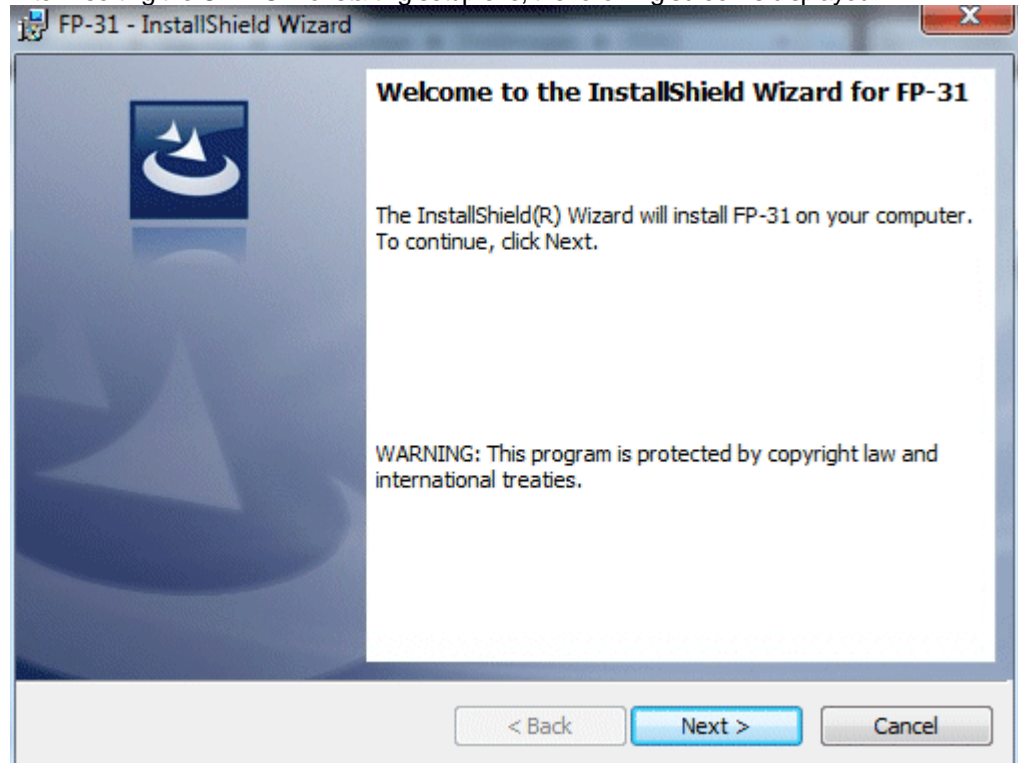 FP-31 - InstallShield Wizard
Welcome to the InstallShield Wizard for FP-31
The InstallShield(R) Wizard will install FP-31 on your computer.
To continue, click Next.
WARNING: This program is protected by copyright law and
international treaties.
< Back
Next >
Cancel